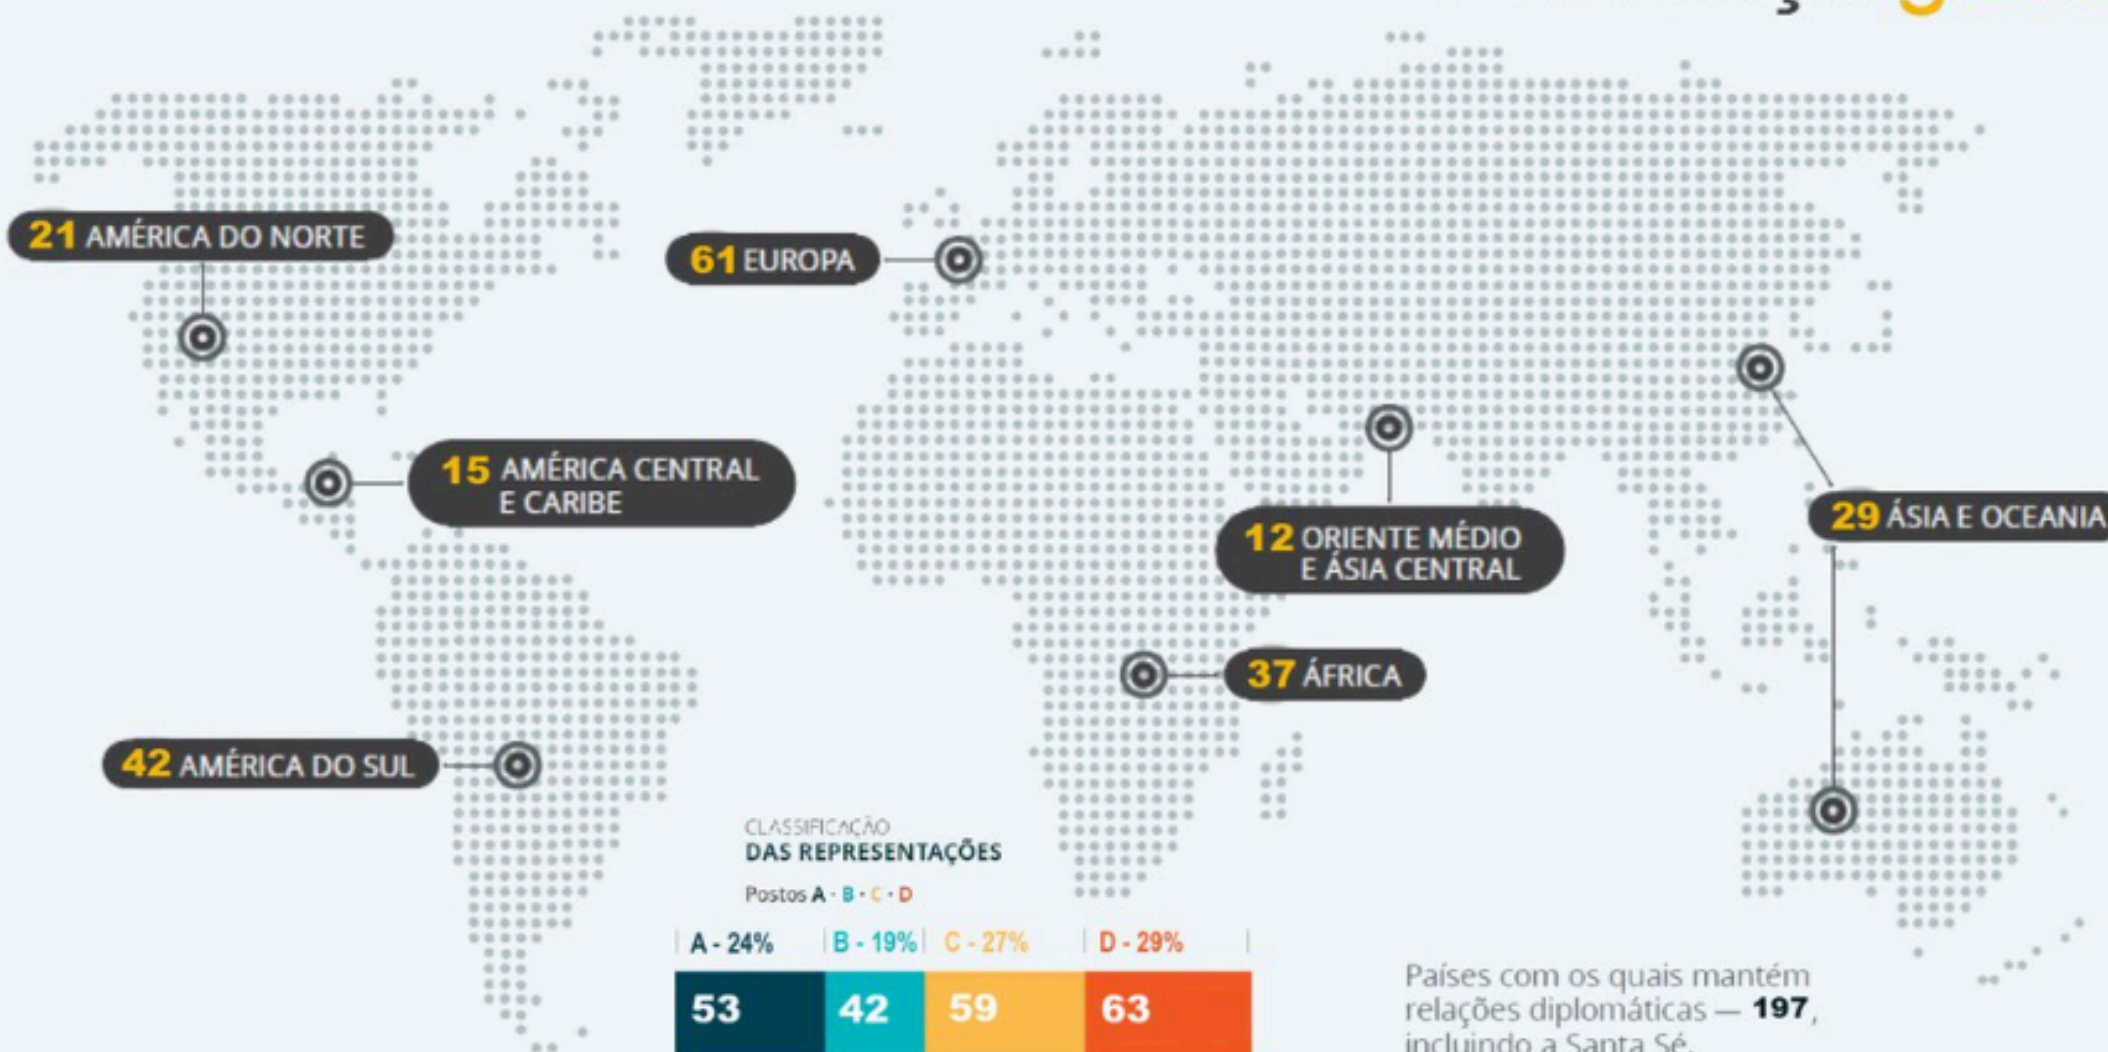 21 AMÉRICA DO NORTE
61 EUROPA
15 AMÉRICA CENTRAL
E CARIBE
12 ORIENTE MÉDIO
E ÁSIA CENTRAL
29 ÁSIA E OCEANIA
37 ÁFRICA
42 AMÉRICA DO SUL
CLASSIFICAÇÃO
DAS REPRESENTAÇÕES
Postos A · B · C · D
A - 24% B - 19% C - 27% D - 29%
53 42 59 63
Países com os quais mantém
relações diplomáticas — 197,
incluindo a Santa Sé.